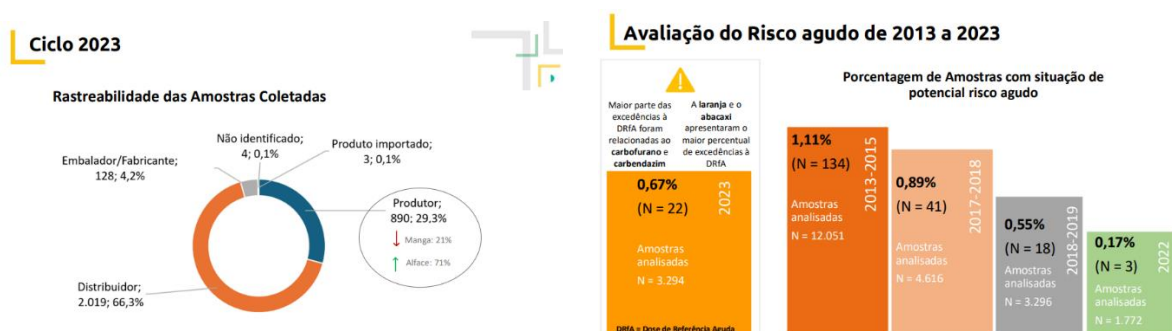 Ciclo 2023
Rastreabilidade das Amostras Coletadas
Não identificado;
4; 0,1%
Produto importado;
3; 0,1%
Embalador/Fabricante;
128; 4,2%
Produtor;
890; 29,3%
Manga: 21%
Alface: 71%
Distribuidor;
2.019; 66,3%
Avaliação do Risco agudo de 2013 a 2023
Maior parte das
excedências à
DRfA foram
relacionadas ao
carbofurano e
carbendazim
A laranja e o
abacaxi
apresentaram o
maior percentual
de excedências à
DRfA
0,67%
(N = 22)
2023
Amostras
analisadas
N = 3.294
DRfA = Dose de Referência Aguda
Porcentagem de Amostras com situação de
potencial risco agudo
1,11%
(N = 134)
2013-2015
Amostras
analisadas
N = 12.051
0,89%
(N = 41)
2017-2018
Amostras
analisadas
N = 4.616
0,55%
(N = 18)
2018-2019
Amostras
analisadas
N = 3.296
0,17%
(N = 3)
2022
Amostras
analisadas
N = 1.772